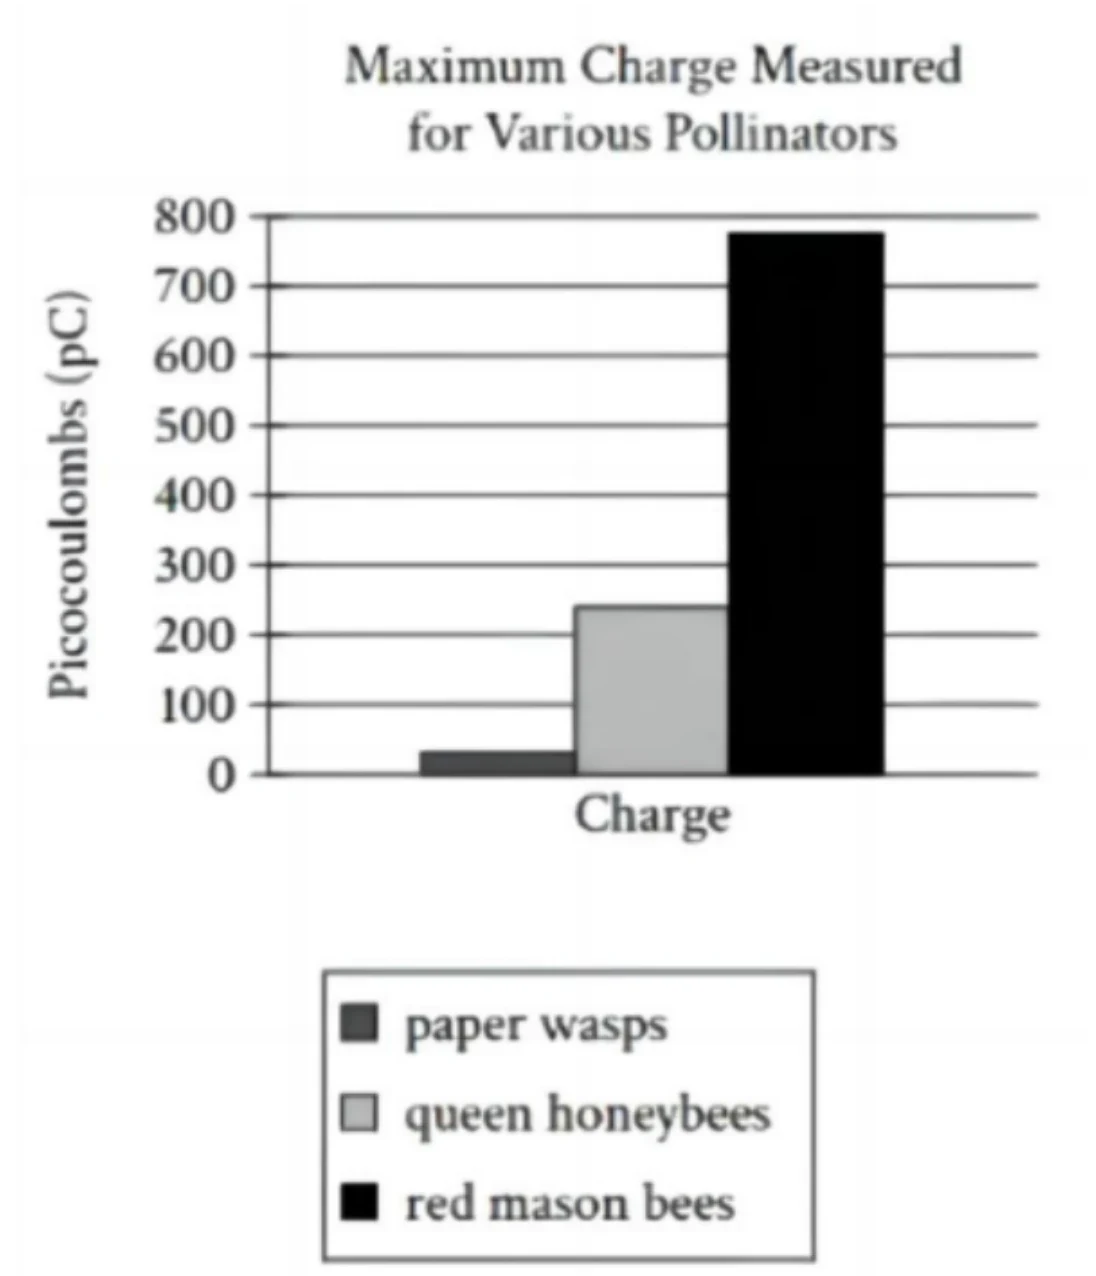 Maximum Charge Measured
for Various Pollinators
Picocoulombs (pC)
800
700
600
500
400
300
200
100
0
Charge
paper wasps
queen honeybees
red mason bees